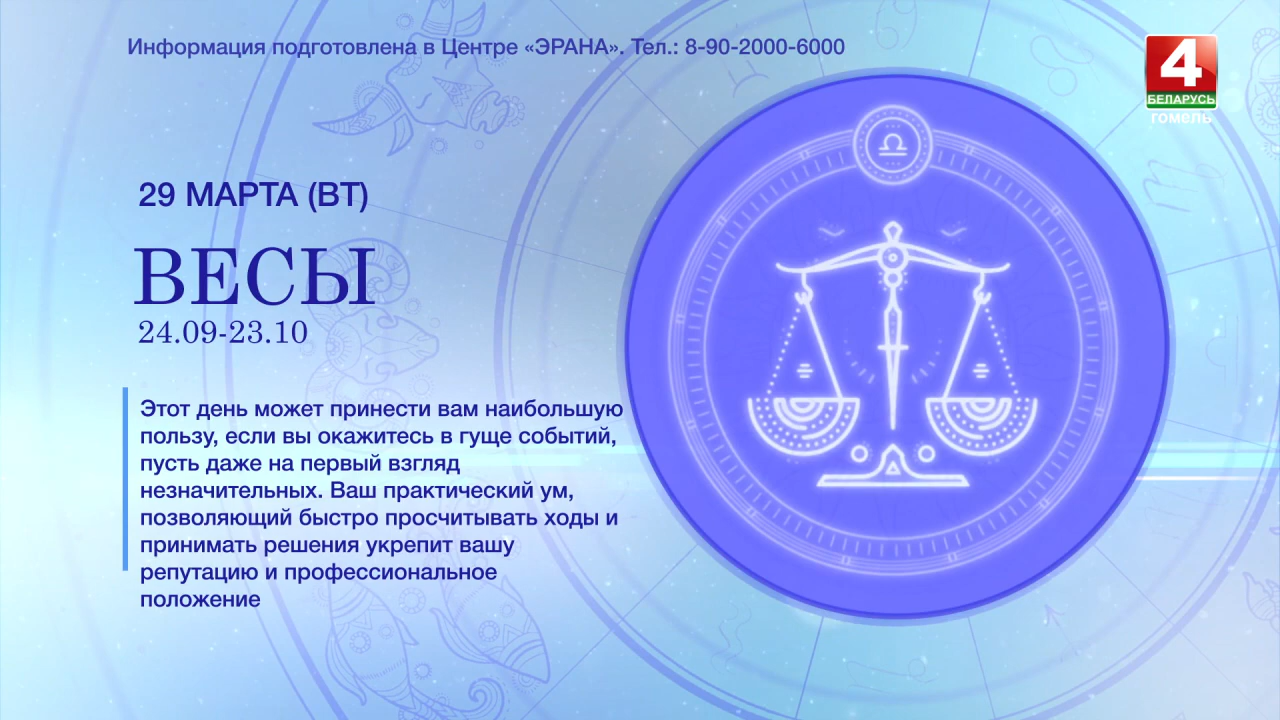 Информация подготовлена в Центре «ЭРАНА». Тел.: 8-90-2000-6000
4
БЕЛАРУСЬ
гомель
29 МАРТА (ВТ)
ВЕСЫ
24.09-23.10
Этот день может принести вам наибольшую
пользу, если вы окажитесь в гуще событий,
пусть даже на первый взгляд
незначительных. Ваш практический ум,
позволяющий быстро просчитывать ходы и
принимать решения укрепит вашу
репутацию и профессиональное
положение